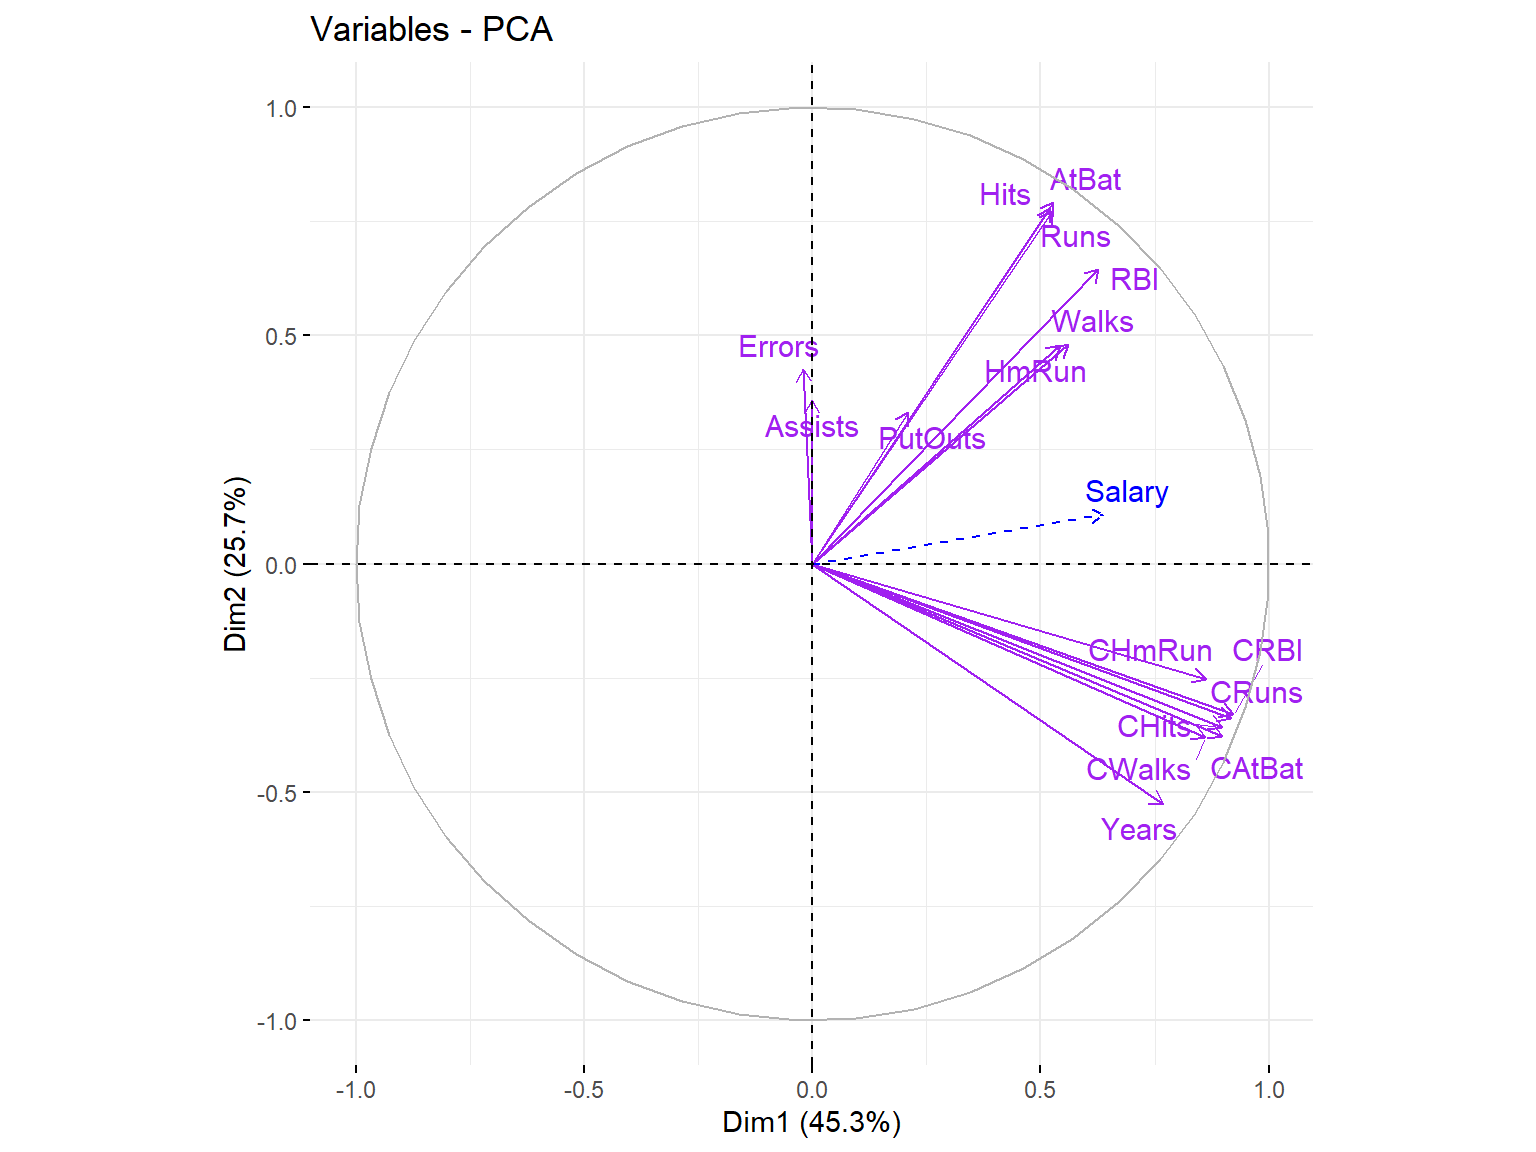 Variables - PCA
1.0
AtBat
Hits
Runs
RBI
Walks
0.5
Errors
HmRun
Assists
PutOuts
Salary
Dim2 (25.7%)
0.0
CHmRun
CRBI
CRuns
CHits
CWalks
CAtBat
-0.5
Years
-1.0
-1.0
-0.5
0.0
0.5
1.0
Dim1 (45.3%)